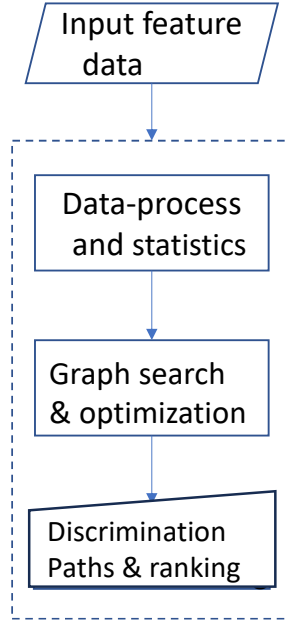 Input feature
data
Data-process
and statistics
Graph search
& optimization
Discrimination
Paths & ranking